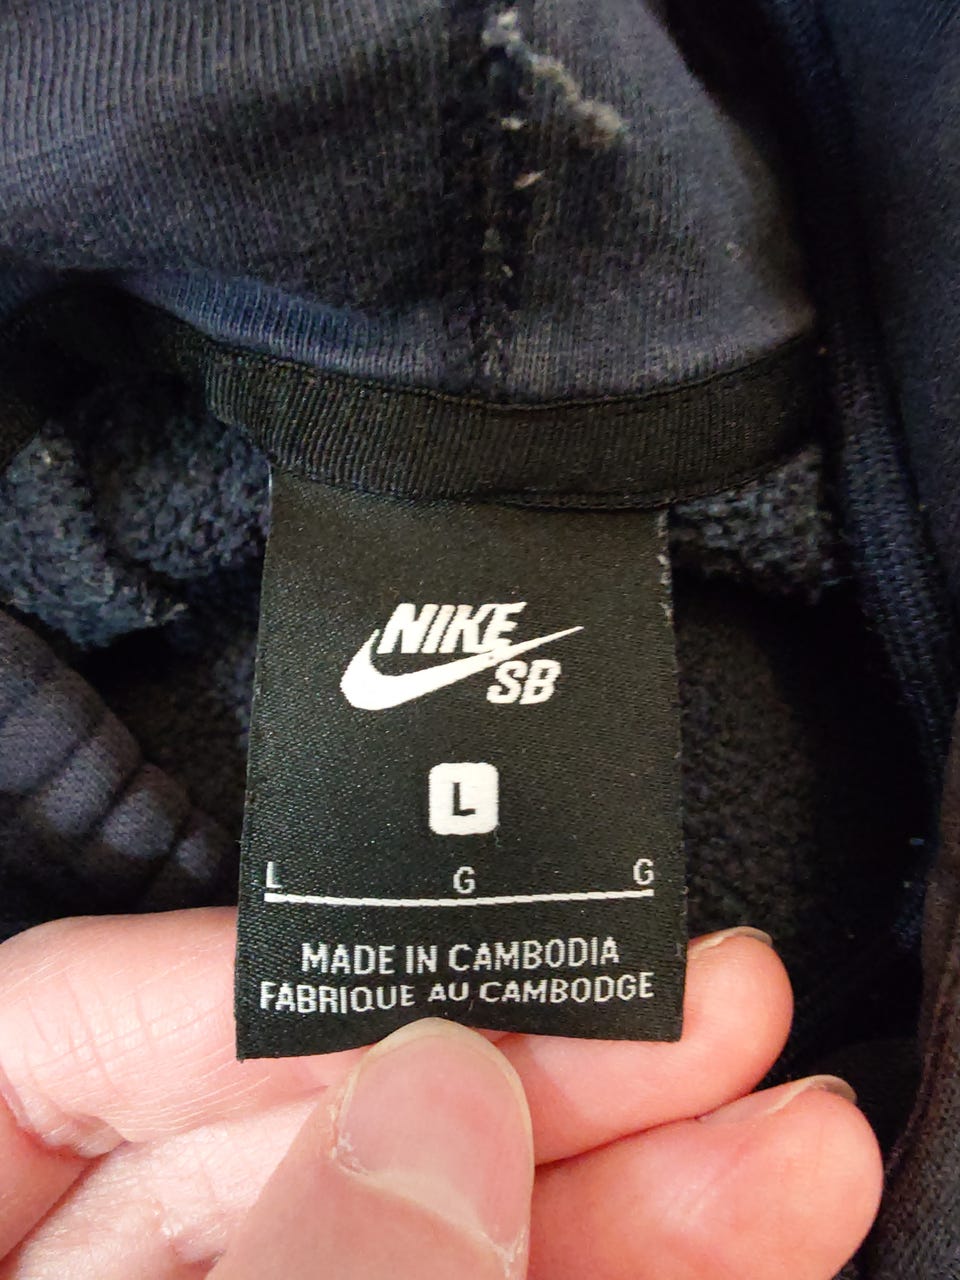 NIKE
SB
L
L G G
MADE IN CAMBODIA
FABRIQUE AU CAMBODGE